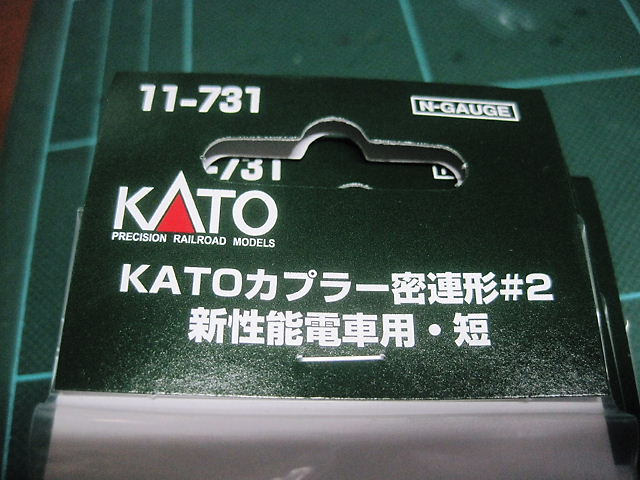 11-731
N-GAUGE
-731
KATO
PRECISION RAILROAD MODELS
KATOカプラー密連形#2
新性能電車用・短